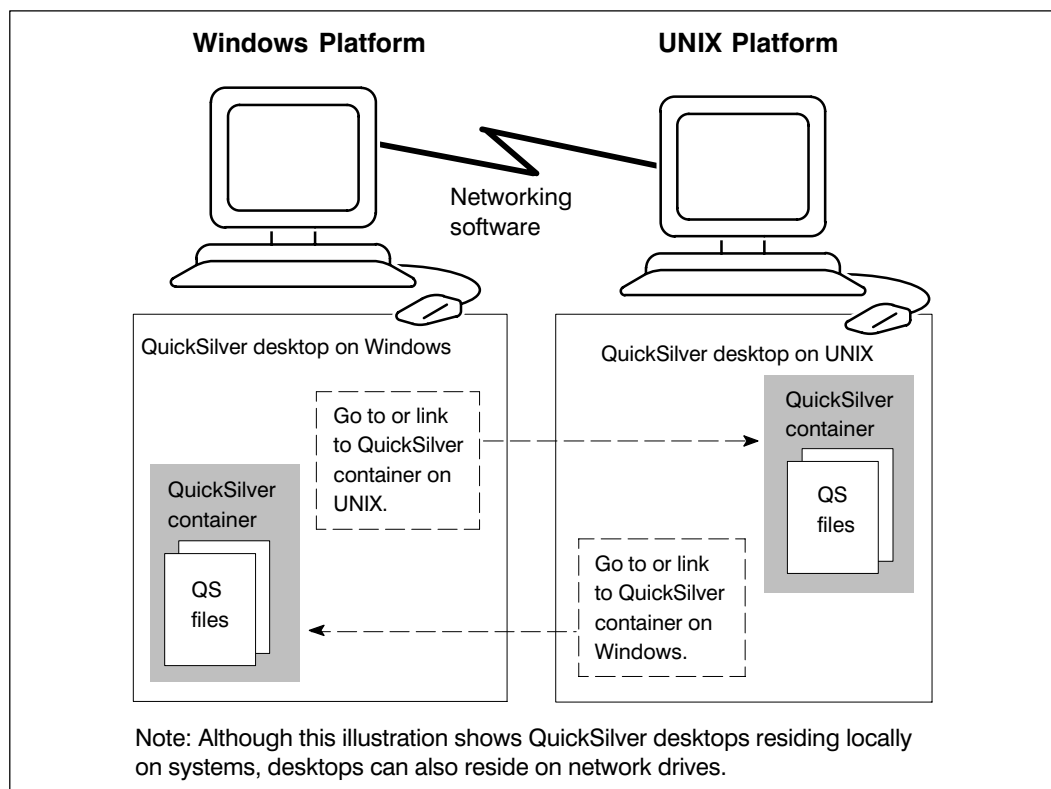 Windows Platform
UNIX Platform
Networking
software
QuickSilver desktop on Windows
Go to or link
to QuickSilver
container on
UNIX.
QuickSilver
container
QS
files
QuickSilver desktop on UNIX
QuickSilver
container
QS
files
Go to or link
to QuickSilver
container on
Windows.
Note: Although this illustration shows QuickSilver desktops residing locally
on systems, desktops can also reside on network drives.